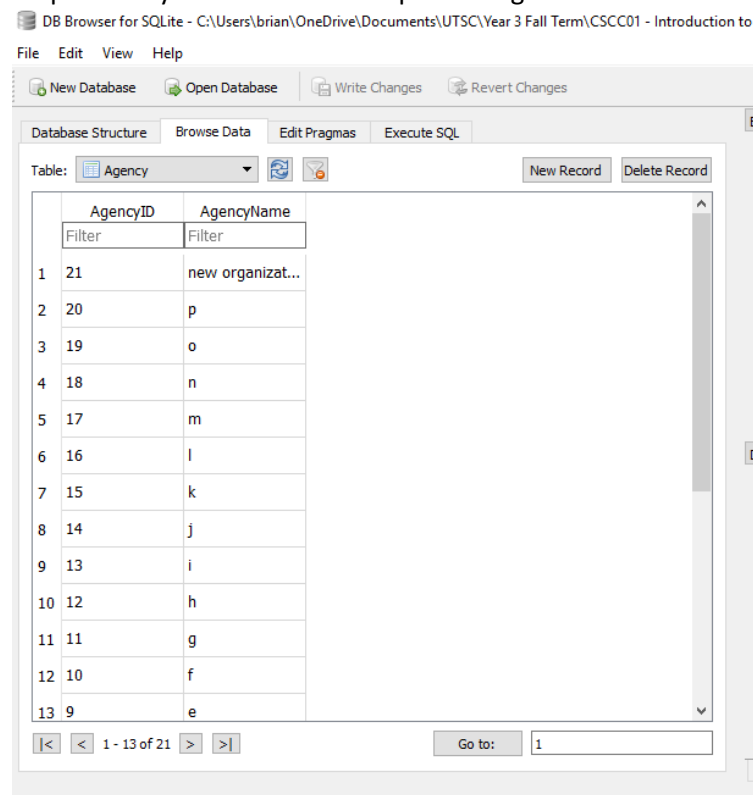 DB Browser for SQLite - C:\Users\brian\OneDrive\Documents\UTSC\Year 3 Fall Term\CSCC01 - Introduction to
File Edit View Help
New Database Open Database Write Changes Revert Changes
Database Structure Browse Data Edit Pragmas Execute SQL
Table: Agency New Record Delete Record
AgencyID AgencyName
Filter Filter
1 21 new organizat...
2 20 p
3 19 o
4 18 n
5 17 m
6 16 l
7 15 k
8 14 j
9 13 i
10 12 h
11 11 g
12 10 f
13 9 e
|< < 1 - 13 of 21 > >| Go to: 1